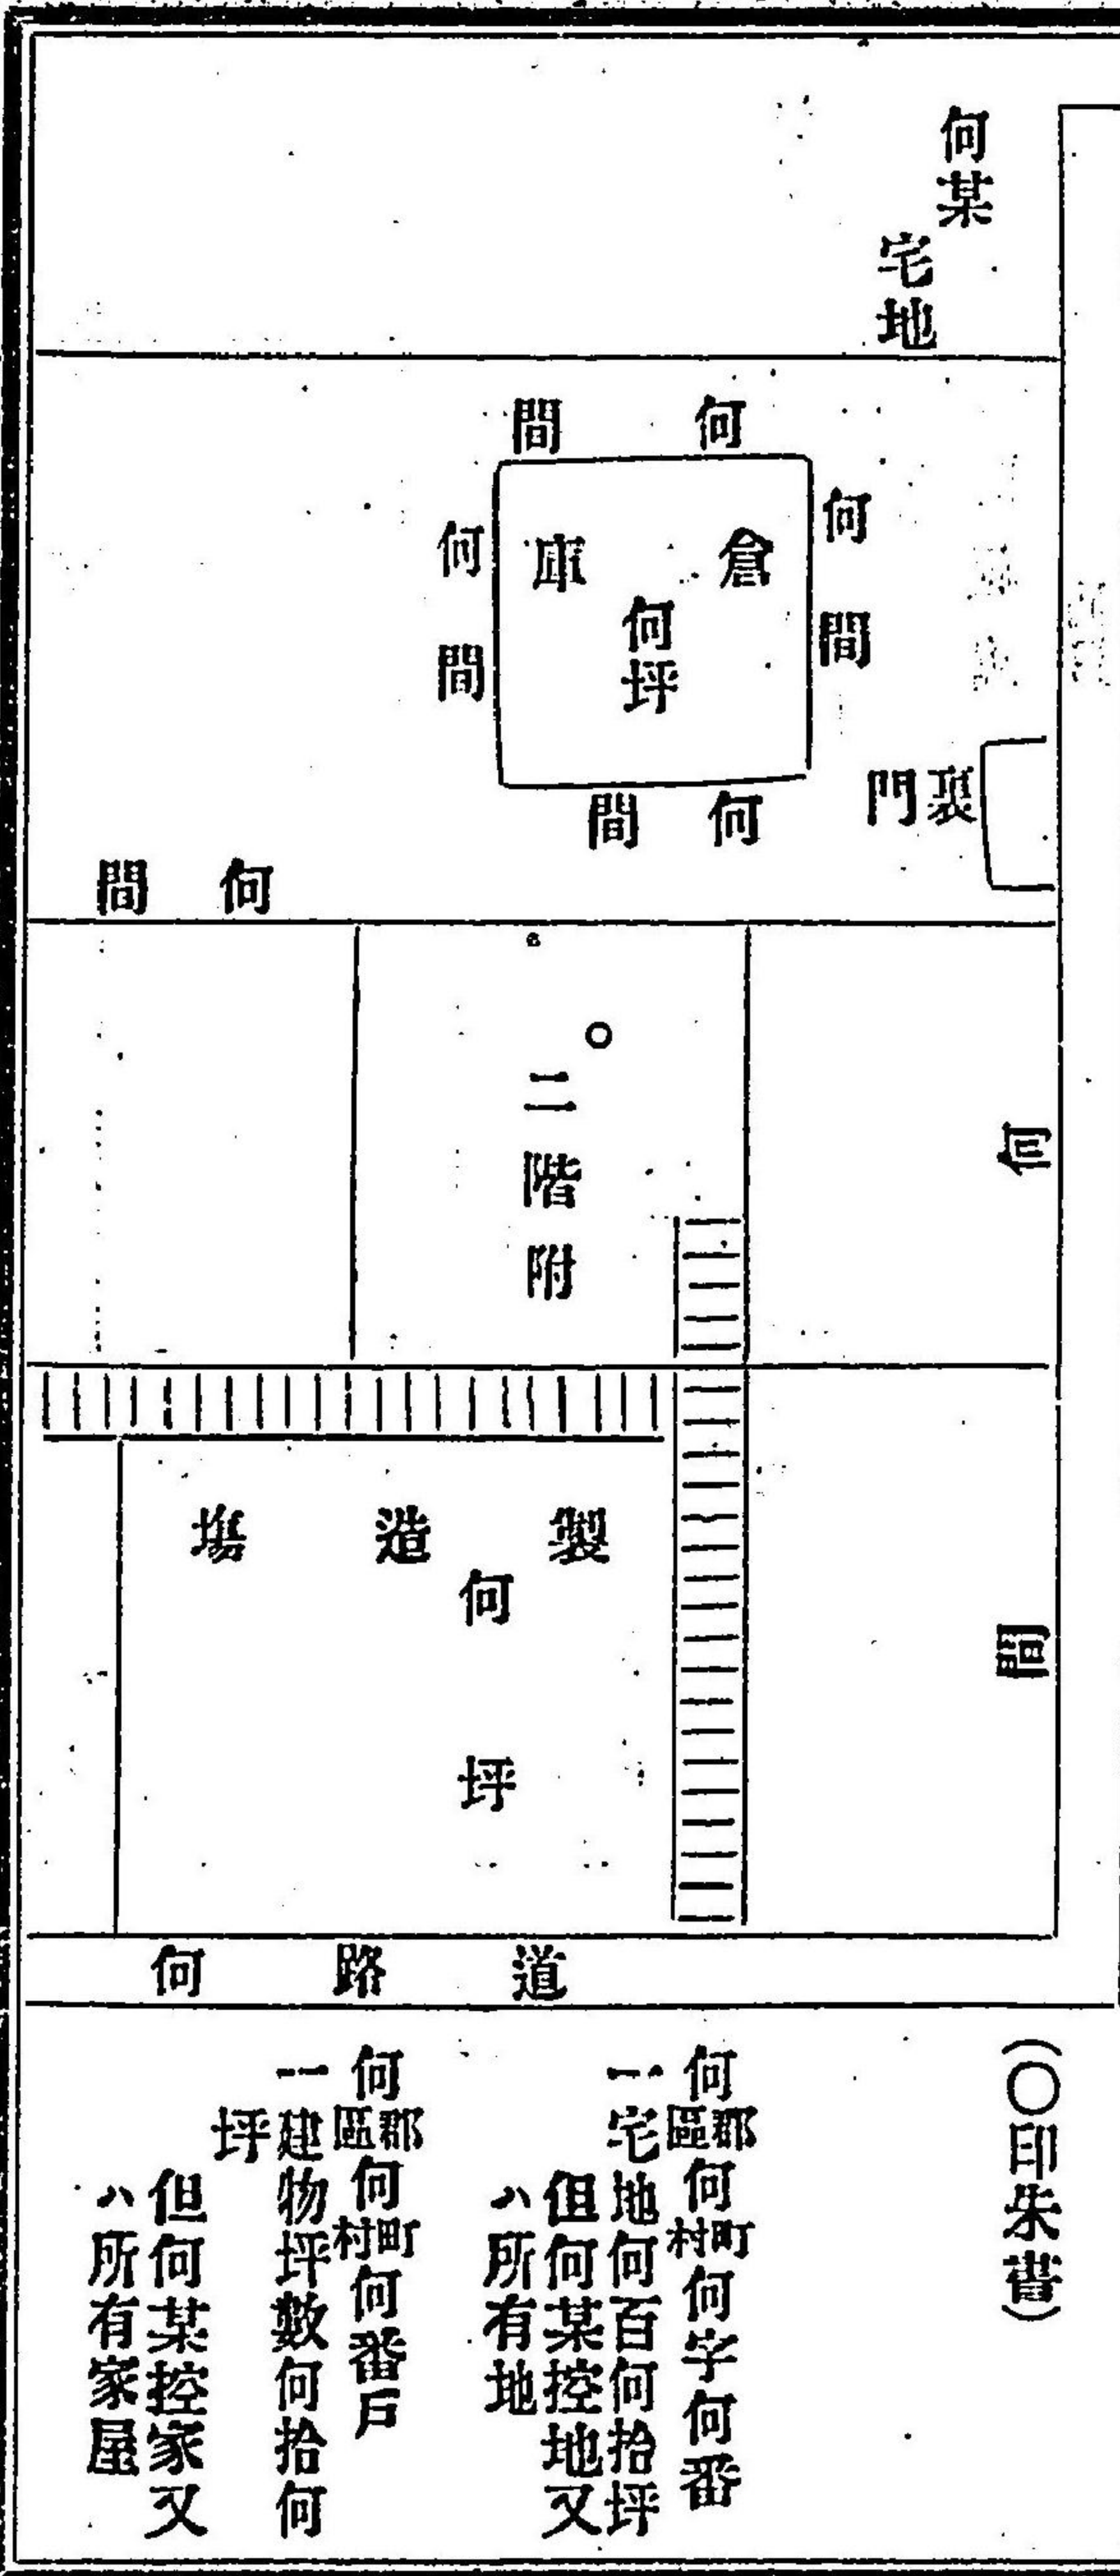 何某
宅地
何間
何間
倉庫
何坪
何間
何間
裏門
何間
二階附
何間
製造場
何坪
道路何
(〇印朱書)
何郡區何町村何字何番
一宅地何百何拾坪
但何某控地又
ハ所有地
何郡區何町村何番戸
一建物坪數何拾何
坪
但何某控家又
ハ所有家屋